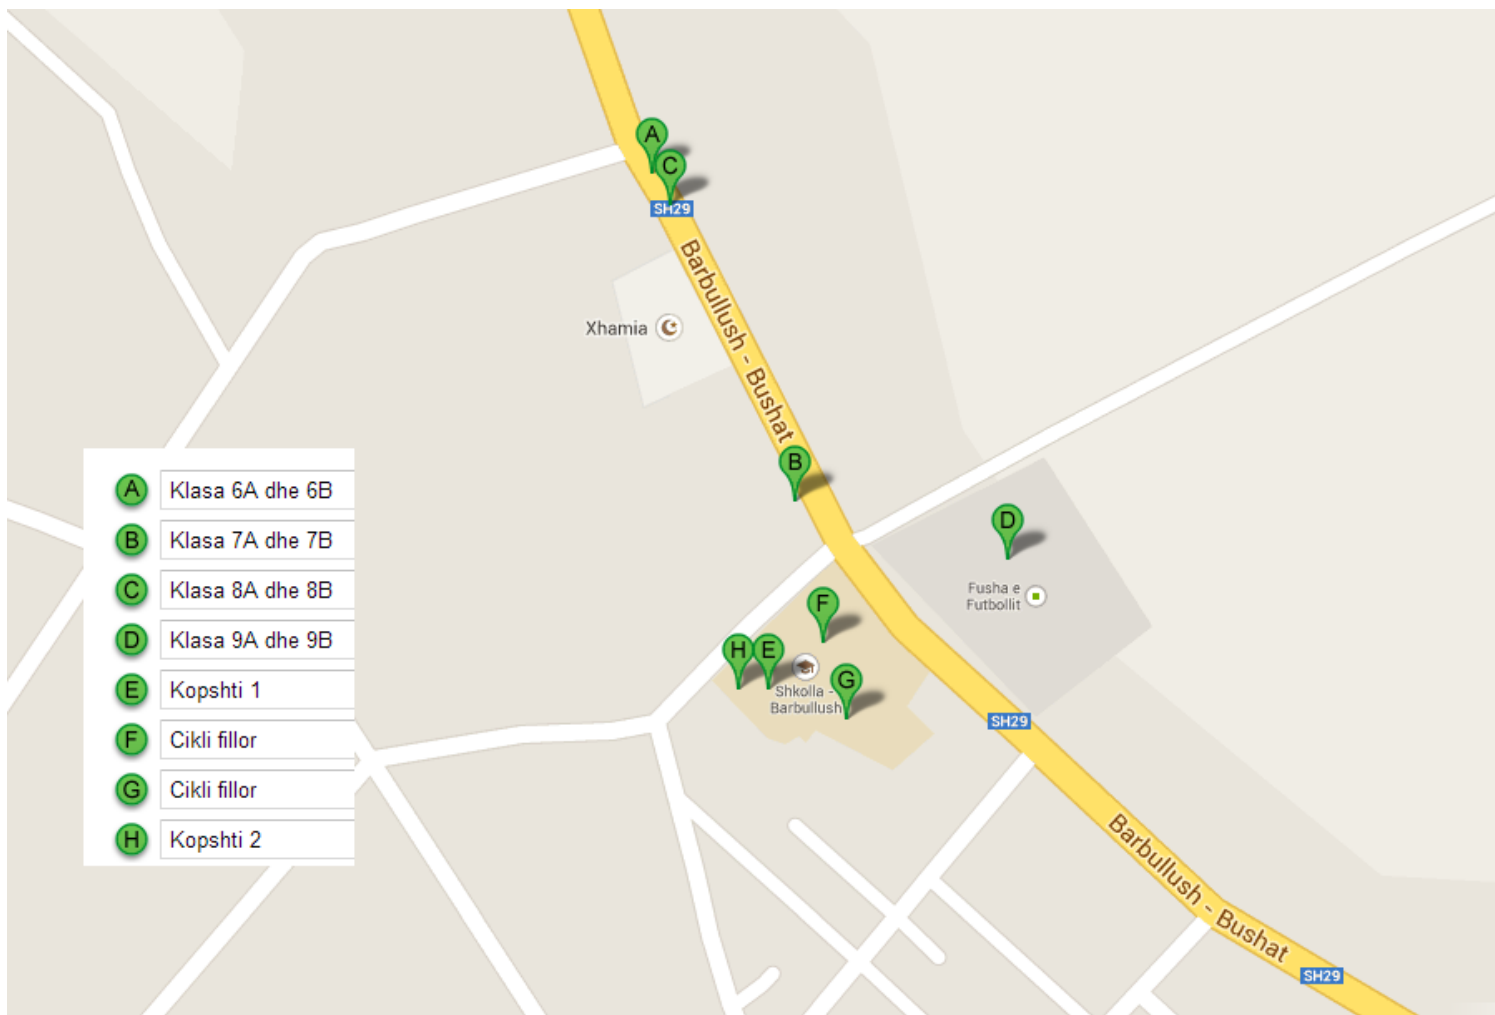 A
C
SH29
Barbullush - Bushat
Xhamia
B
D
Fusha e
Futbollit
F
H
E
G
Shkolla -
Barbullush
SH29
Barbullush - Bushat
SH29
A Klasa 6A dhe 6B
B Klasa 7A dhe 7B
C Klasa 8A dhe 8B
D Klasa 9A dhe 9B
E Kopshti 1
F Cikli fillor
G Cikli fillor
H Kopshti 2